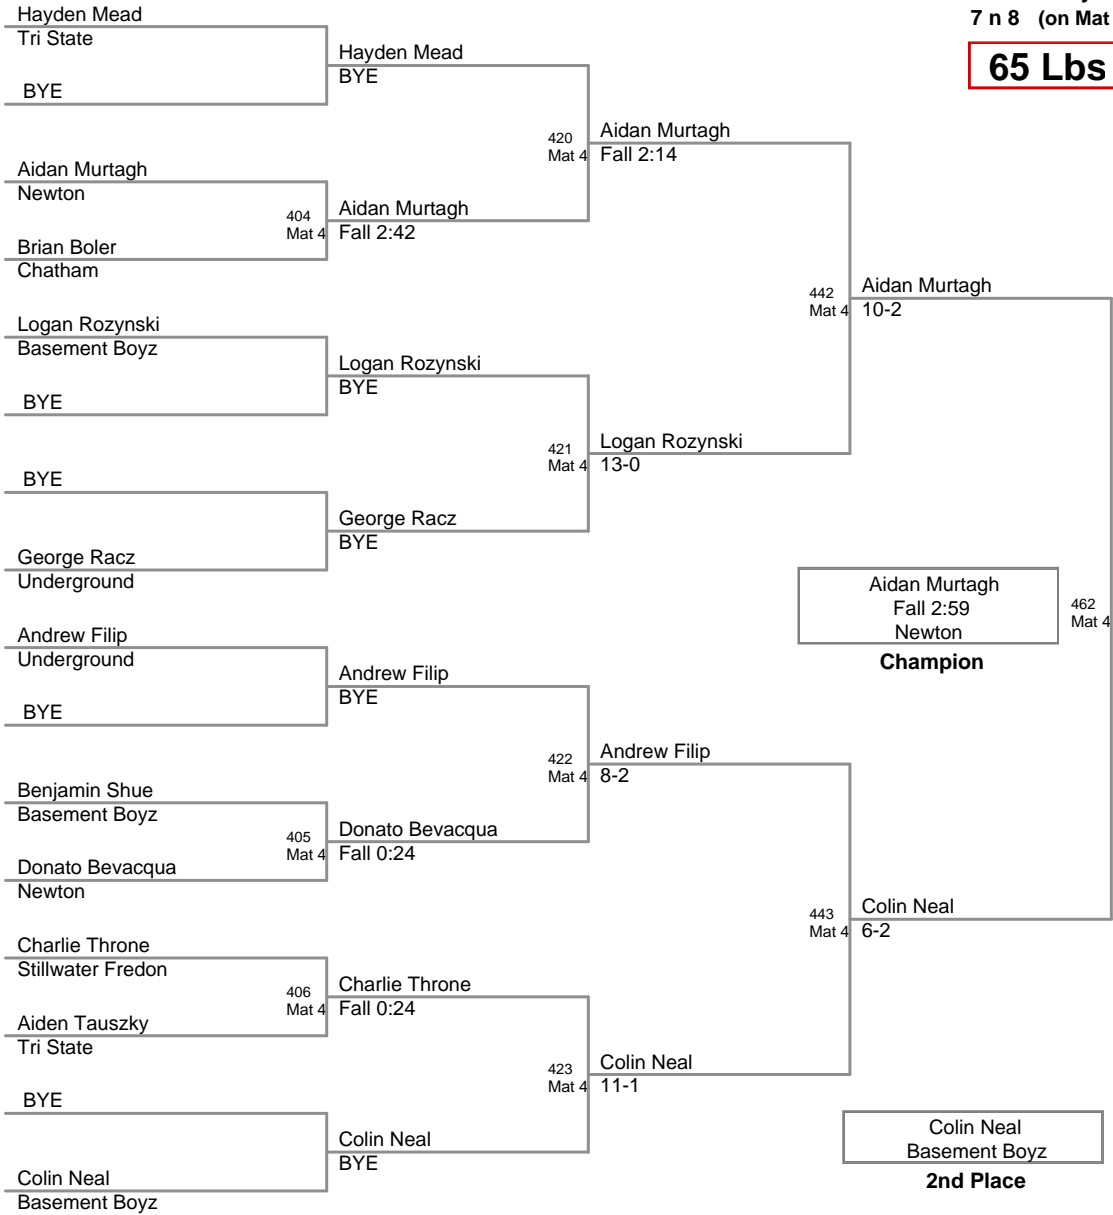 7 n 8 (on Mat
65 Lbs
Hayden Mead
Tri State
BYE
Aidan Murtagh
Newton
Brian Boler
Chatham
Logan Rozynski
Basement Boyz
BYE
BYE
George Racz
Underground
Andrew Filip
Underground
BYE
Benjamin Shue
Basement Boyz
Donato Bevacqua
Newton
Charlie Throne
Stillwater Fredon
Aiden Tauszky
Tri State
BYE
Colin Neal
Basement Boyz
404
Mat 4
405
Mat 4
406
Mat 4
Hayden Mead
BYE
Aidan Murtagh
Fall 2:42
Logan Rozynski
BYE
George Racz
BYE
Andrew Filip
BYE
Donato Bevacqua
Fall 0:24
Charlie Throne
Fall 0:24
Colin Neal
BYE
420
Mat 4
421
Mat 4
422
Mat 4
423
Mat 4
Aidan Murtagh
Fall 2:14
Logan Rozynski
13-0
Andrew Filip
8-2
Colin Neal
11-1
442
Mat 4
443
Mat 4
Aidan Murtagh
10-2
Colin Neal
6-2
462
Mat 4
Aidan Murtagh
Fall 2:59
Newton
Champion
Colin Neal
Basement Boyz
2nd Place